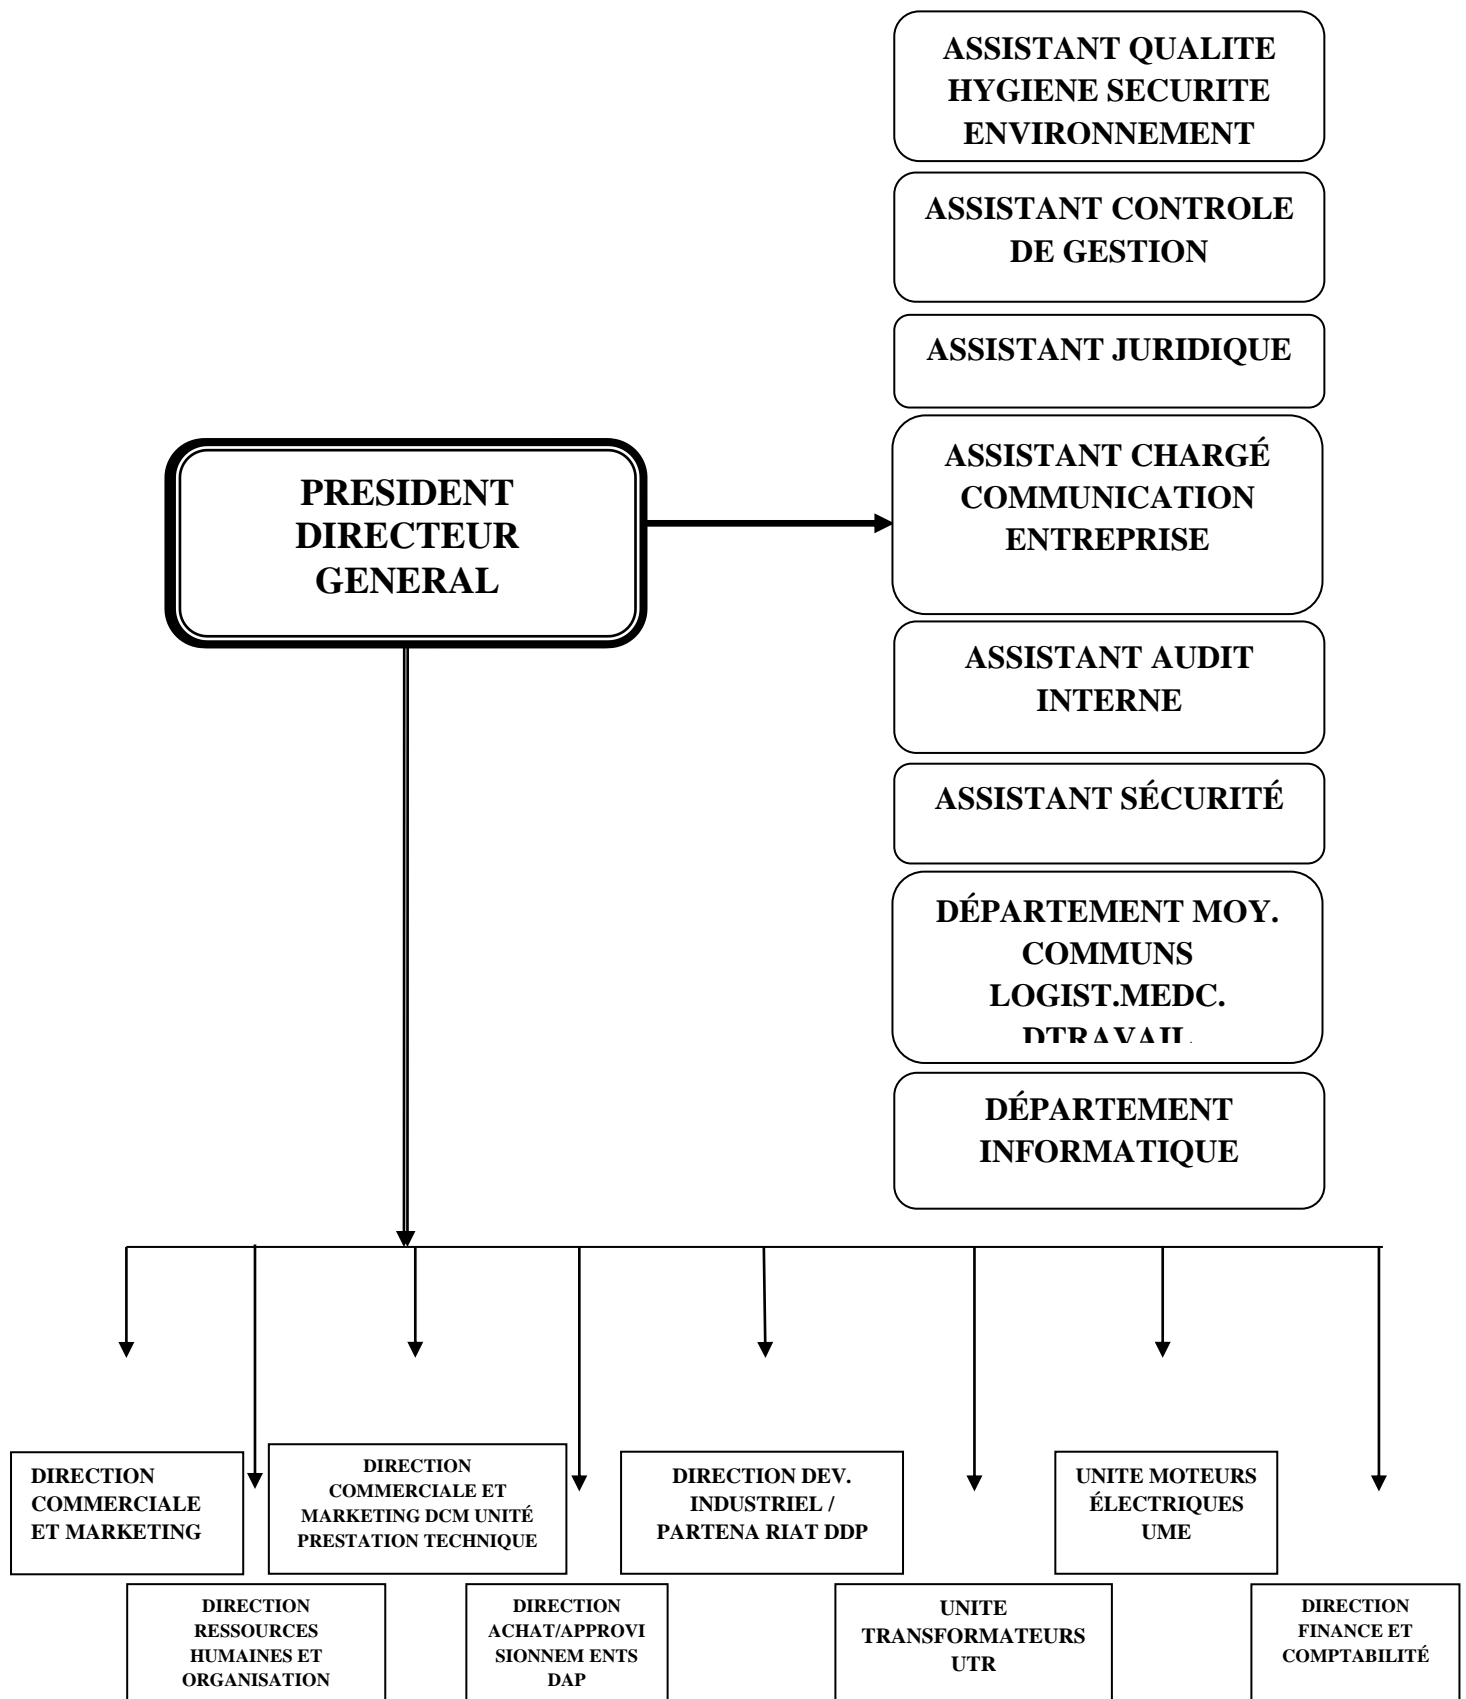 ASSISTANT QUALITE
HYGIENE SECURITE
ENVIRONNEMENT
ASSISTANT CONTROLE
DE GESTION
ASSISTANT JURIDIQUE
PRESIDENT
DIRECTEUR
GENERAL
ASSISTANT CHARGÉ
COMMUNICATION
ENTREPRISE
ASSISTANT AUDIT
INTERNE
ASSISTANT SÉCURITÉ
DÉPARTEMENT MOY.
COMMUNS
LOGIST.MEDC.
DTRAVAIL
DÉPARTEMENT
INFORMATIQUE
DIRECTION
COMMERCIALE
ET MARKETING
DIRECTION
COMMERCIALE ET
MARKETING DCM UNITÉ
PRESTATION TECHNIQUE
DIRECTION DEV.
INDUSTRIEL /
PARTENA RIAT DDP
UNITE MOTEURS
ÉLECTRIQUES
UME
DIRECTION
RESSOURCES
HUMAINES ET
ORGANISATION
DIRECTION
ACHAT/APPROVI
SIONNEM ENTS
DAP
UNITE
TRANSFORMATEURS
UTR
DIRECTION
FINANCE ET
COMPTABILITÉ